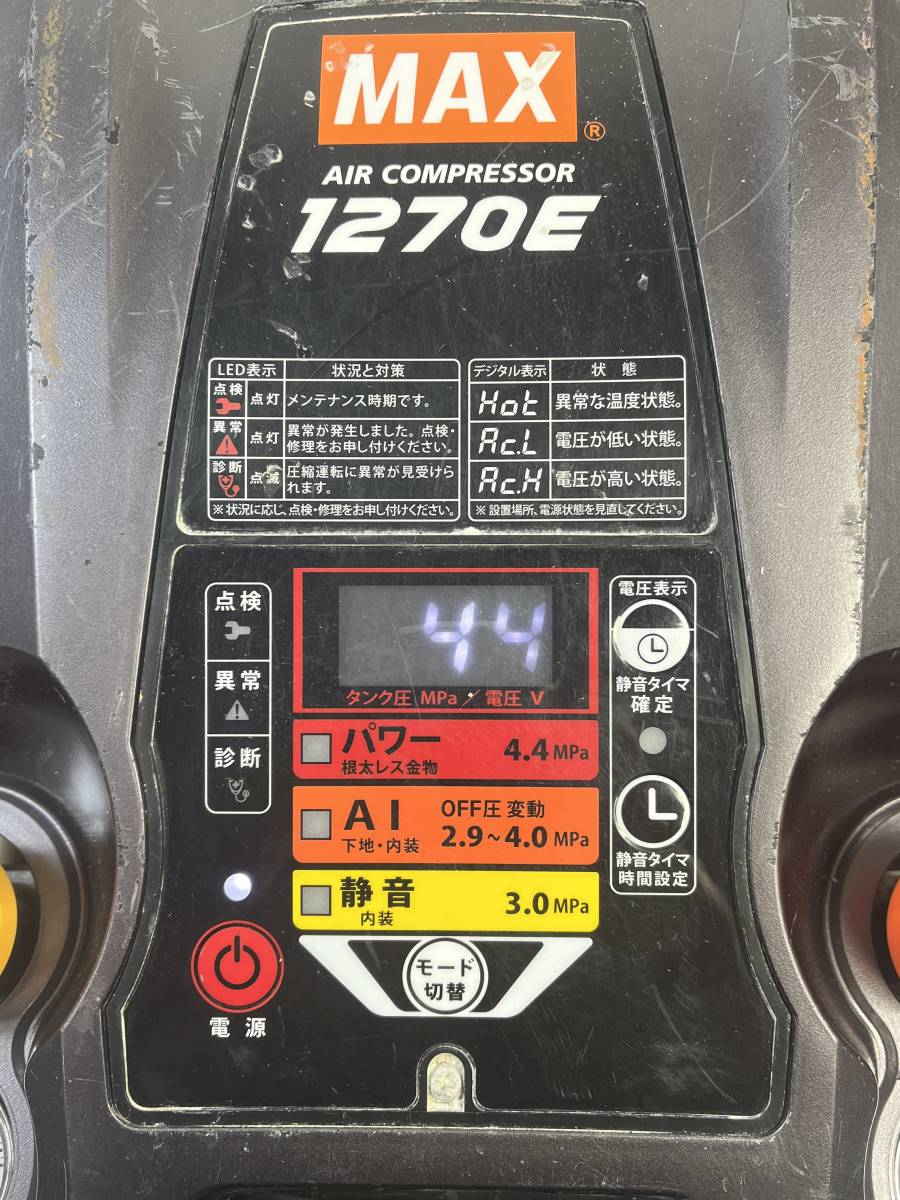 MAX
®
AIR COMPRESSOR
1270E
LED表示 状況と対策
点検 点灯 メンテナンス時期です。
異常 点灯 異常が発生しました。点検・
修理をお申し付けください。
診断 点滅 圧縮運転に異常が見受けら
れます。
※状況に応じ、点検・修理をお申し付けください。
デジタル表示 状 態
Hot 異常な温度状態。
Ac.L 電圧が低い状態。
Ac.H 電圧が高い状態。
※設置場所、電源状態を見直してください。
点検
異常
診断
44
タンク圧 MPa / 電圧 V
パワー 4.4 MPa
根太レス金物
AI OFF圧 変動
下地・内装 2.9~4.0 MPa
静音 3.0 MPa
内装
モード
切替
電圧表示
静音タイマ
確定
静音タイマ
時間設定
電源